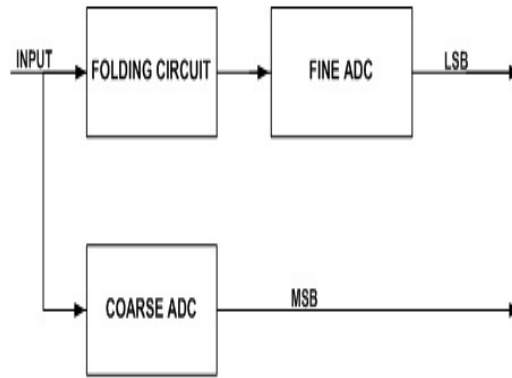 INPUT
FOLDING CIRCUIT
FINE ADC
LSB
COARSE ADC
MSB